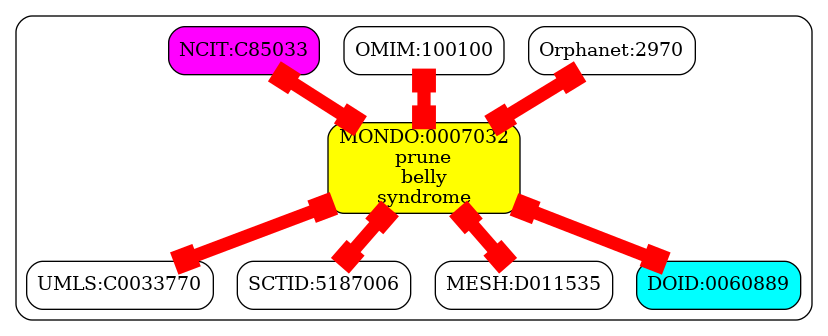 NCIT:C85033
OMIM:100100
Orphanet:2970
MONDO:0007032
prune
belly
syndrome
UMLS:C0033770
SCTID:5187006
MESH:D011535
DOID:0060889